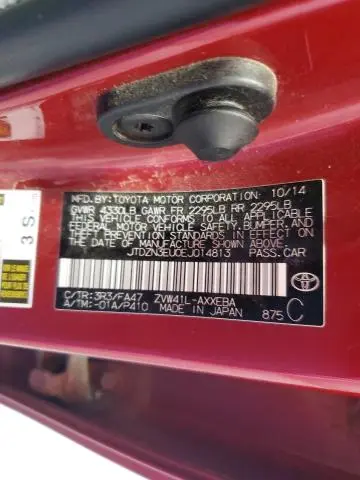 MFD.BY:TOYOTA MOTOR CORPORATION 10/14
GVWR 4330LB GAWR FR 2295LB RR 2295LB
THIS VEHICLE CONFORMS TO ALL APPLICABLE
FEDERAL MOTOR VEHICLE SAFETY, BUMPER, AND
THEFT PREVENTION STANDARDS IN EFFECT ON
THE DATE OF MANUFACTURE SHOWN ABOVE.
JTDZN3EU0EJ014813 PASS.CAR
C/TR:3R3/FA47 ZVW41L-AXXEBA
A/TM:-01A/P410 MADE IN JAPAN 875 C
3 S